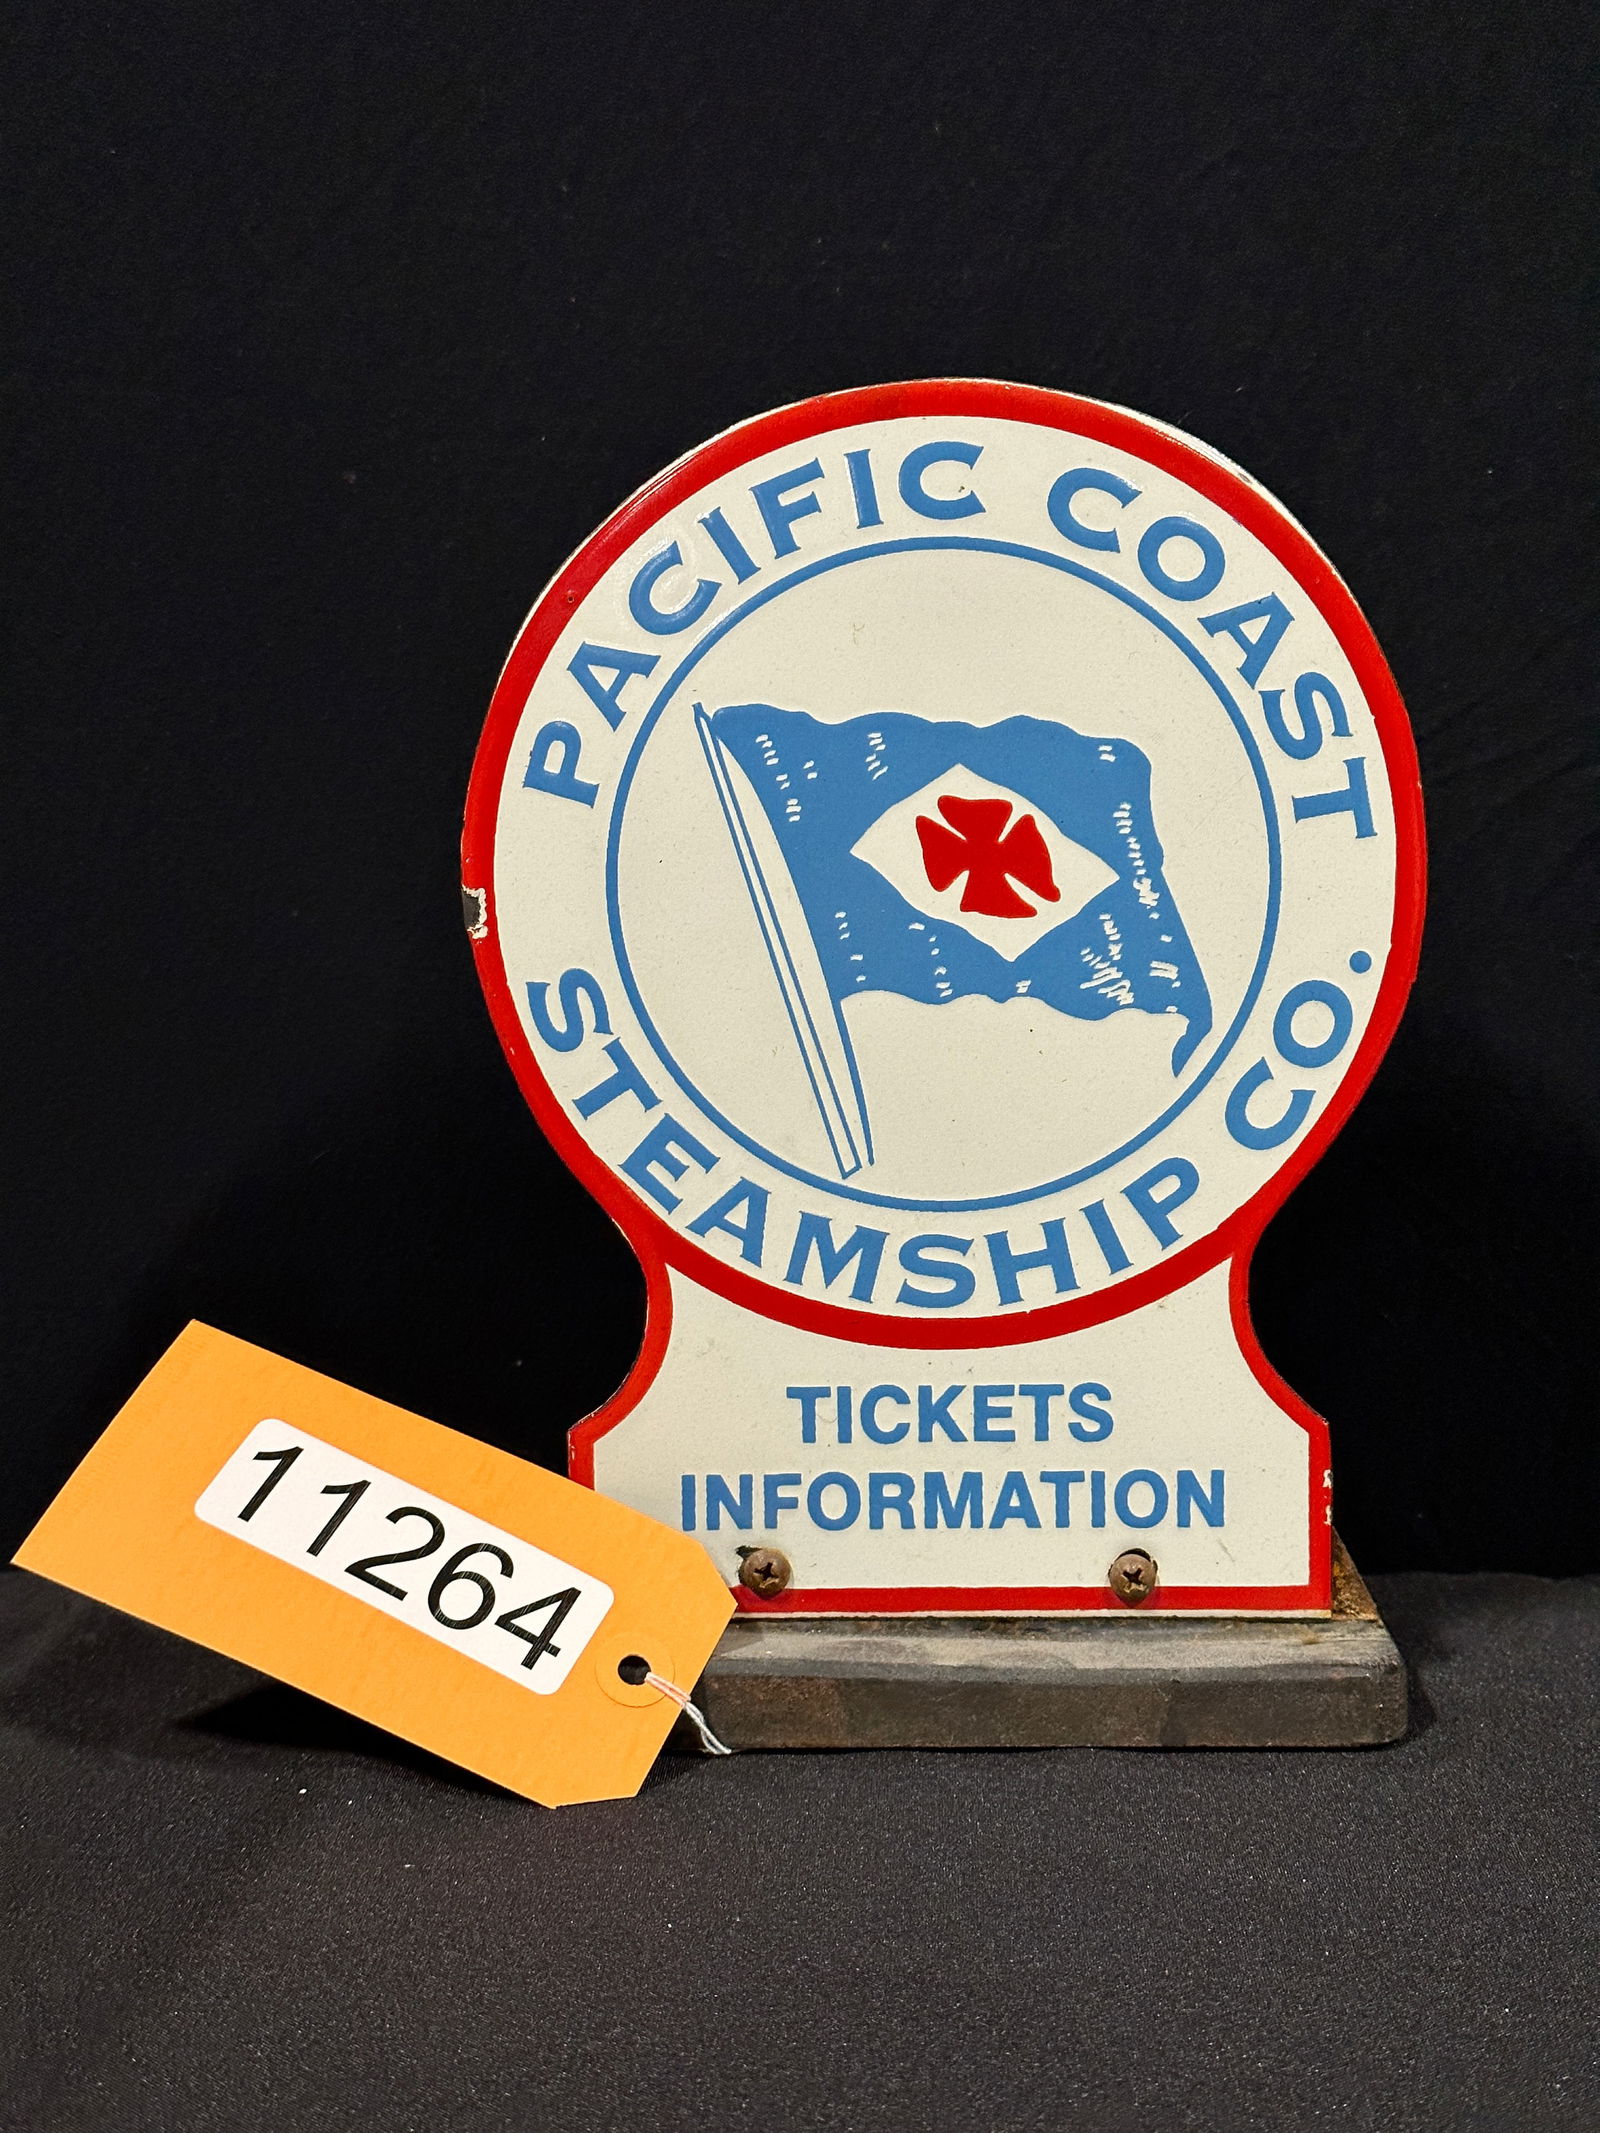 PACIFIC COAST
STEAMSHIP CO.
TICKETS
INFORMATION
11264